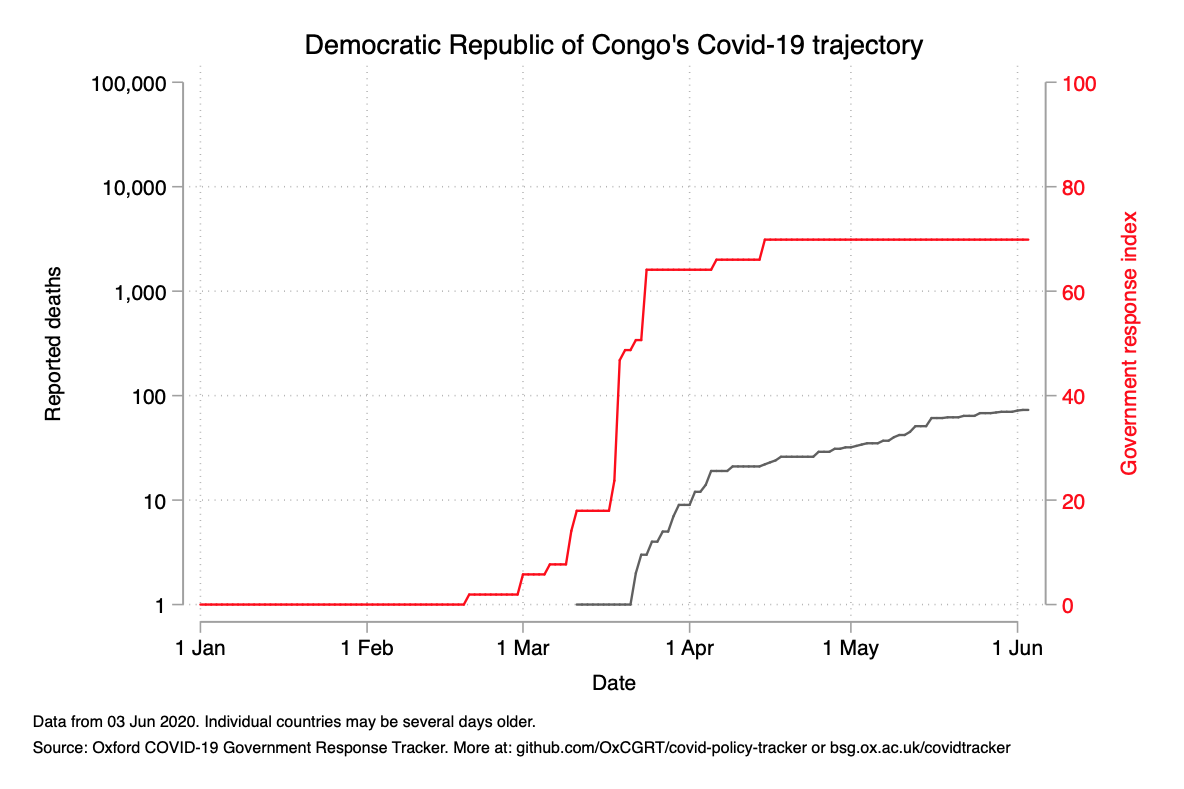 Democratic Republic of Congo's Covid-19 trajectory
100,000
10,000
1,000
100
10
1
Reported deaths
100
80
60
40
20
0
Government response index
1 Jan 1 Feb 1 Mar 1 Apr 1 May 1 Jun
Date
Data from 03 Jun 2020. Individual countries may be several days older.
Source: Oxford COVID-19 Government Response Tracker. More at: github.com/OxCGRT/covid-policy-tracker or bsg.ox.ac.uk/covidtracker